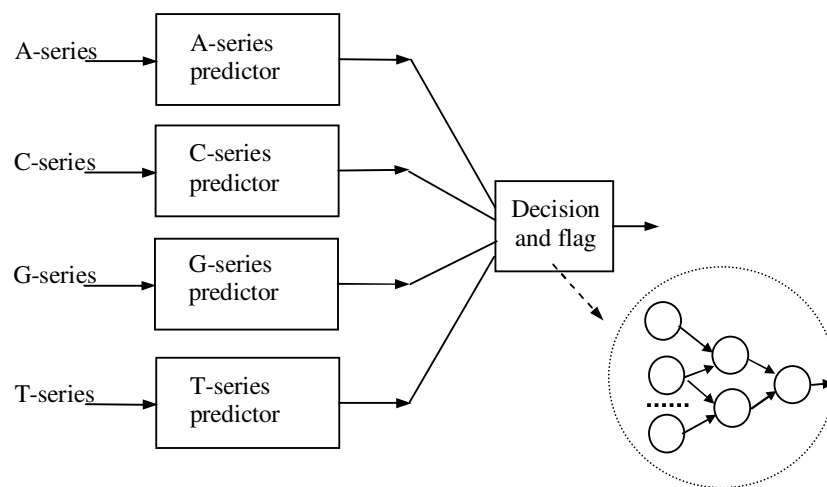 A-series
A-series
predictor
C-series
C-series
predictor
G-series
G-series
predictor
T-series
T-series
predictor
Decision
and flag